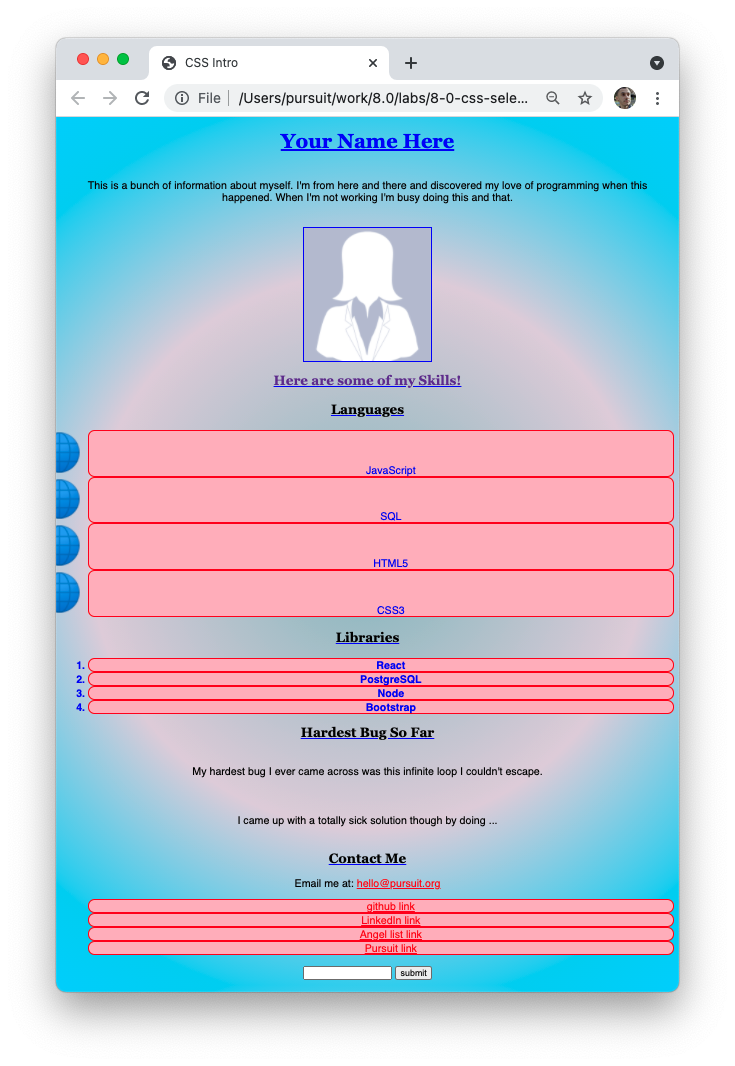 CSS Intro
File
/Users/pursuit/work/8.0/labs/8-0-css-sele...
Your Name Here
This is a bunch of information about myself. I'm from here and there and discovered my love of programming when this
happened. When I'm not working I'm busy doing this and that.
Here are some of my Skills!
Languages
JavaScript
SQL
HTML5
CSS3
Libraries
1. React
2. PostgreSQL
3. Node
4. Bootstrap
Hardest Bug So Far
My hardest bug I ever came across was this infinite loop I couldn't escape.
I came up with a totally sick solution though by doing ...
Contact Me
Email me at: hello@pursuit.org
github link
LinkedIn link
Angel list link
Pursuit link
submit